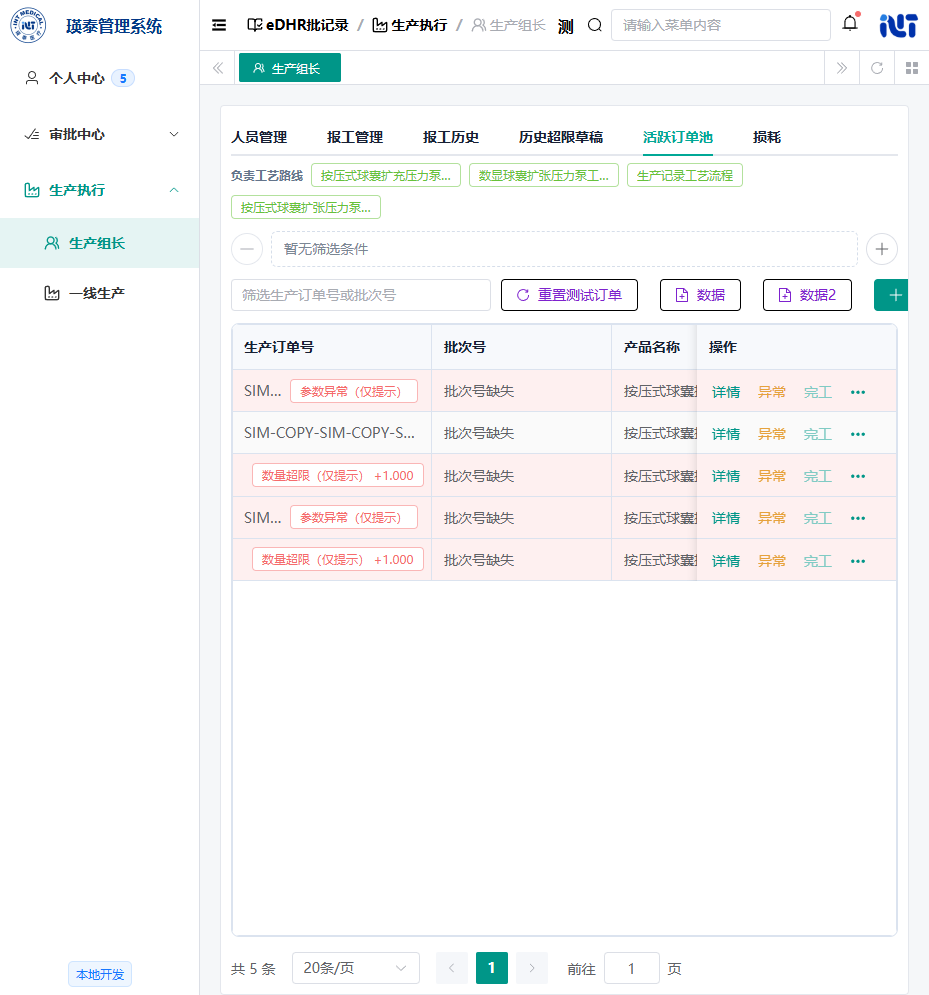 瑛泰管理系统
eDHR批记录 / 生产执行 / 生产组长 测 请输入菜单内容
INT
INT MEDICAL
INT
瑛泰医疗
个人中心 5
审批中心
生产执行
生产组长
一线生产
本地开发
生产组长
人员管理 报工管理 报工历史 历史超限草稿 活跃订单池 损耗
负责工艺路线 按压式球囊扩充压力泵... 数显球囊扩张压力泵工... 生产记录工艺流程
按压式球囊扩张压力泵...
暂无筛选条件
筛选生产订单号或批次号 重置测试订单 数据 数据2
生产订单号 批次号 产品名称 操作
SIM... 参数异常（仅提示） 批次号缺失 按压式球囊 详情 异常 完工 •••
SIM-COPY-SIM-COPY-S... 批次号缺失 按压式球囊 详情 异常 完工 •••
数量超限（仅提示） +1.000 批次号缺失 按压式球囊 详情 异常 完工 •••
SIM... 参数异常（仅提示） 批次号缺失 按压式球囊 详情 异常 完工 •••
数量超限（仅提示） +1.000 批次号缺失 按压式球囊 详情 异常 完工 •••
共 5 条 20条/页 1 前往 1 页